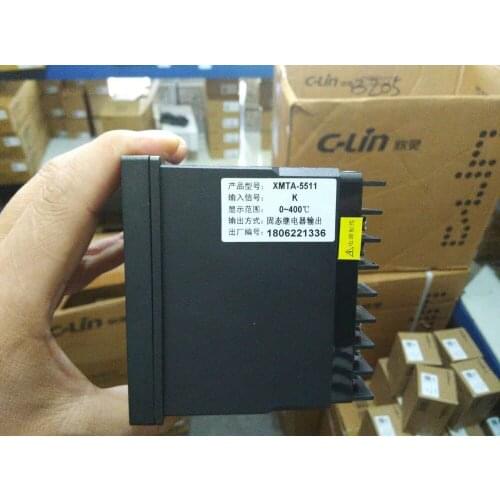 C-Lin
3205
C-Lin 欣灵
产品型号: XMTA-5511
输入信号: K
显示范围: 0~400℃
输出方式: 固态继电器输出
出厂编号: 1806221336